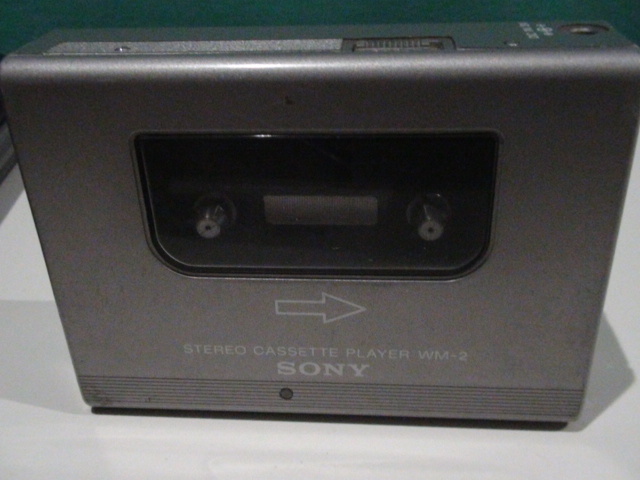 STEREO CASSETTE PLAYER WM-2
SONY